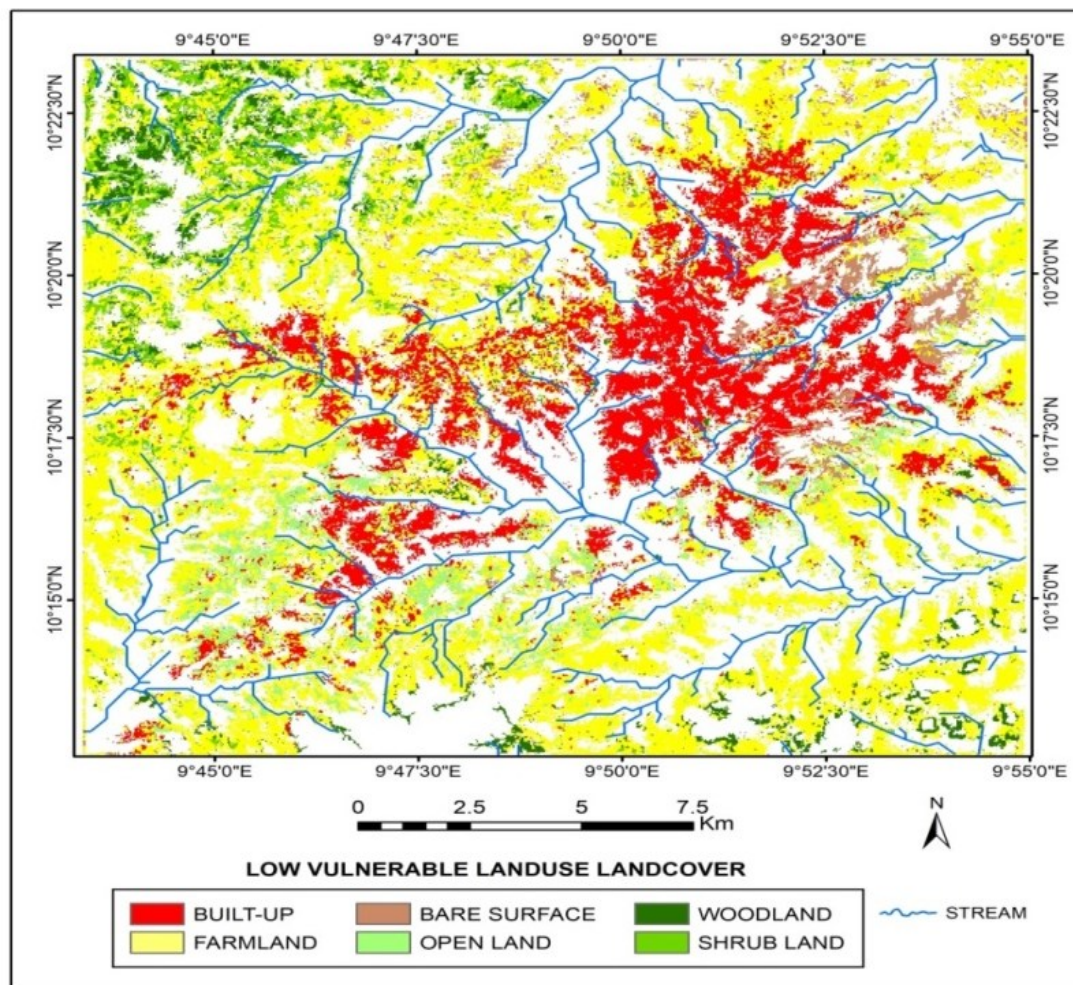 9°45'0"E 9°47'30"E 9°50'0"E 9°52'30"E 9°55'0"E
10°22'30"N 10°22'30"N
10°20'0"N 10°20'0"N
10°17'30"N 10°17'30"N
10°15'0"N 10°15'0"N
9°45'0"E 9°47'30"E 9°50'0"E 9°52'30"E 9°55'0"E
0 2.5 5 7.5
Km
N
LOW VULNERABLE LANDUSE LANDCOVER
BUILT-UP BARE SURFACE WOODLAND STREAM
FARMLAND OPEN LAND SHRUB LAND